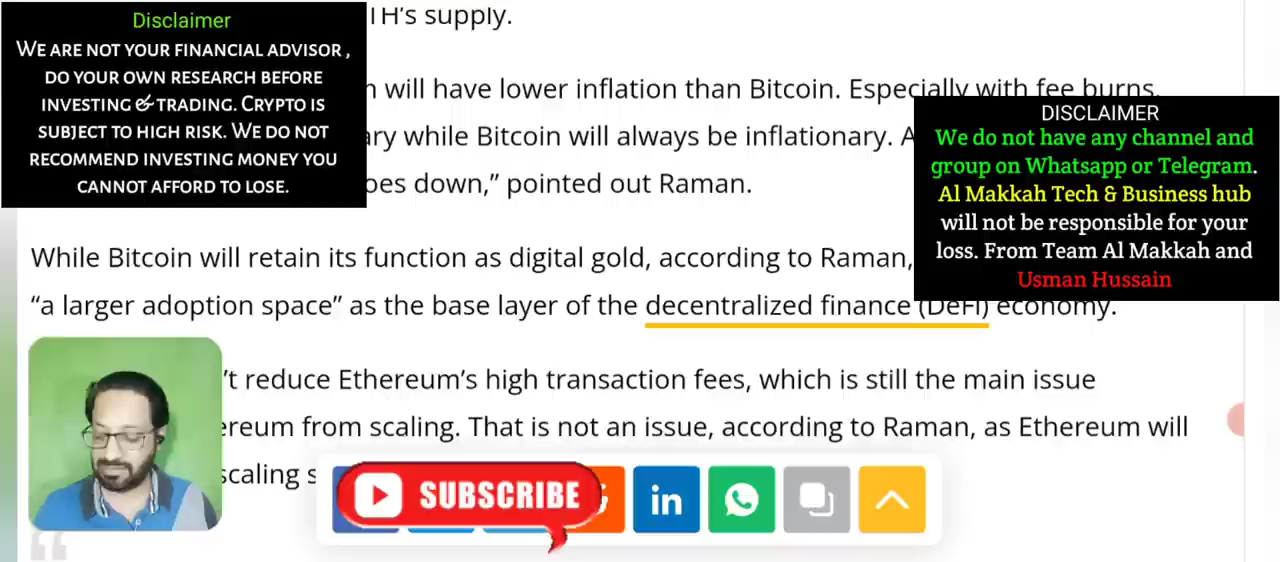 Disclaimer
We are not your financial advisor ,
do your own research before
investing & trading. Crypto is
subject to high risk. We do not
recommend investing money you
cannot afford to lose.
TH's supply.
will have lower inflation than Bitcoin. Especially with fee burns,
ary while Bitcoin will always be inflationary. A
oes down,” pointed out Raman.
DISCLAIMER
We do not have any channel and
group on Whatsapp or Telegram.
Al Makkah Tech & Business hub
will not be responsible for your
loss. From Team Al Makkah and
Usman Hussain
While Bitcoin will retain its function as digital gold, according to Raman,
“a larger adoption space” as the base layer of the decentralized finance (DeFi) economy.
't reduce Ethereum's high transaction fees, which is still the main issue
ereum from scaling. That is not an issue, according to Raman, as Ethereum will
scaling s
SUBSCRIBE
in